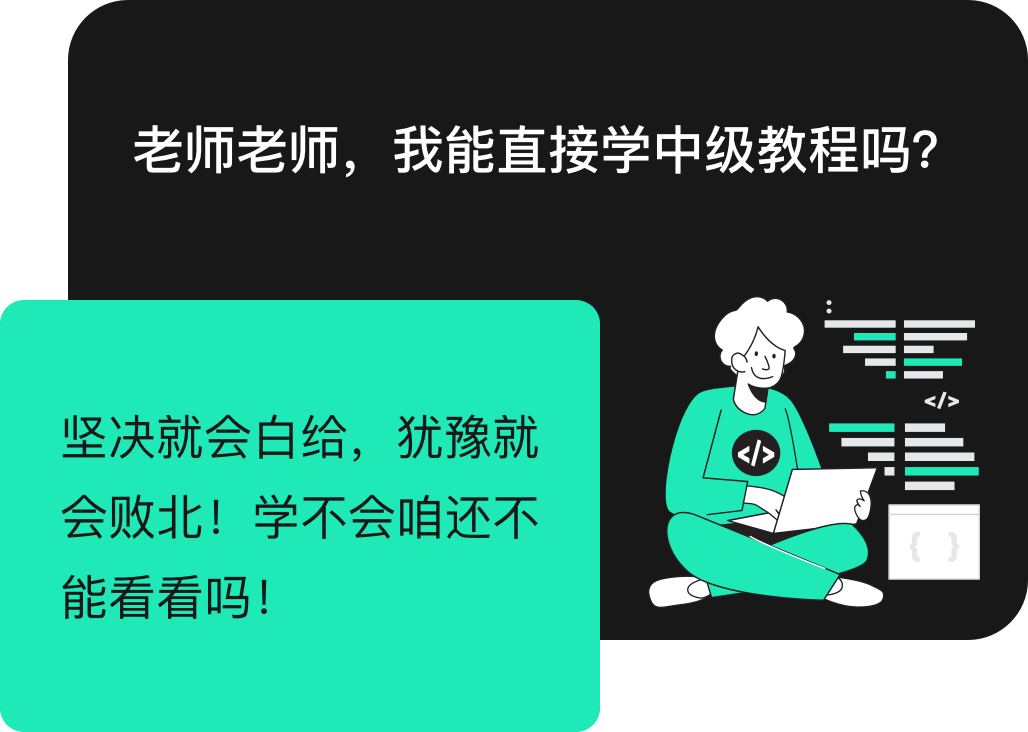 老师老师，我能直接学中级教程吗？
</>
</>
{ }
坚决就会白给，犹豫就
会败北！学不会咱还不
能看看吗！